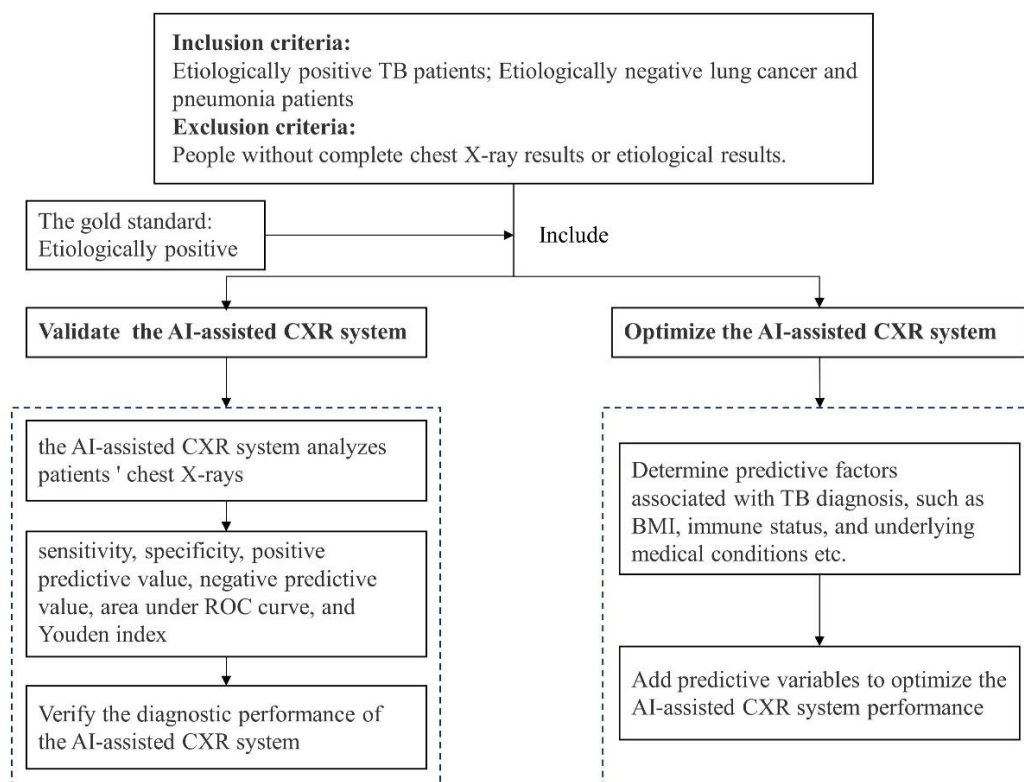 Inclusion criteria:
Etiologically positive TB patients; Etiologically negative lung cancer and
pneumonia patients
Exclusion criteria:
People without complete chest X-ray results or etiological results.
The gold standard:
Etiologically positive
Include
Validate the AI-assisted CXR system
Optimize the AI-assisted CXR system
the AI-assisted CXR system analyzes
patients ' chest X-rays
sensitivity, specificity, positive
predictive value, negative predictive
value, area under ROC curve, and
Youden index
Verify the diagnostic performance of
the AI-assisted CXR system
Determine predictive factors
associated with TB diagnosis, such as
BMI, immune status, and underlying
medical conditions etc.
Add predictive variables to optimize the
AI-assisted CXR system performance